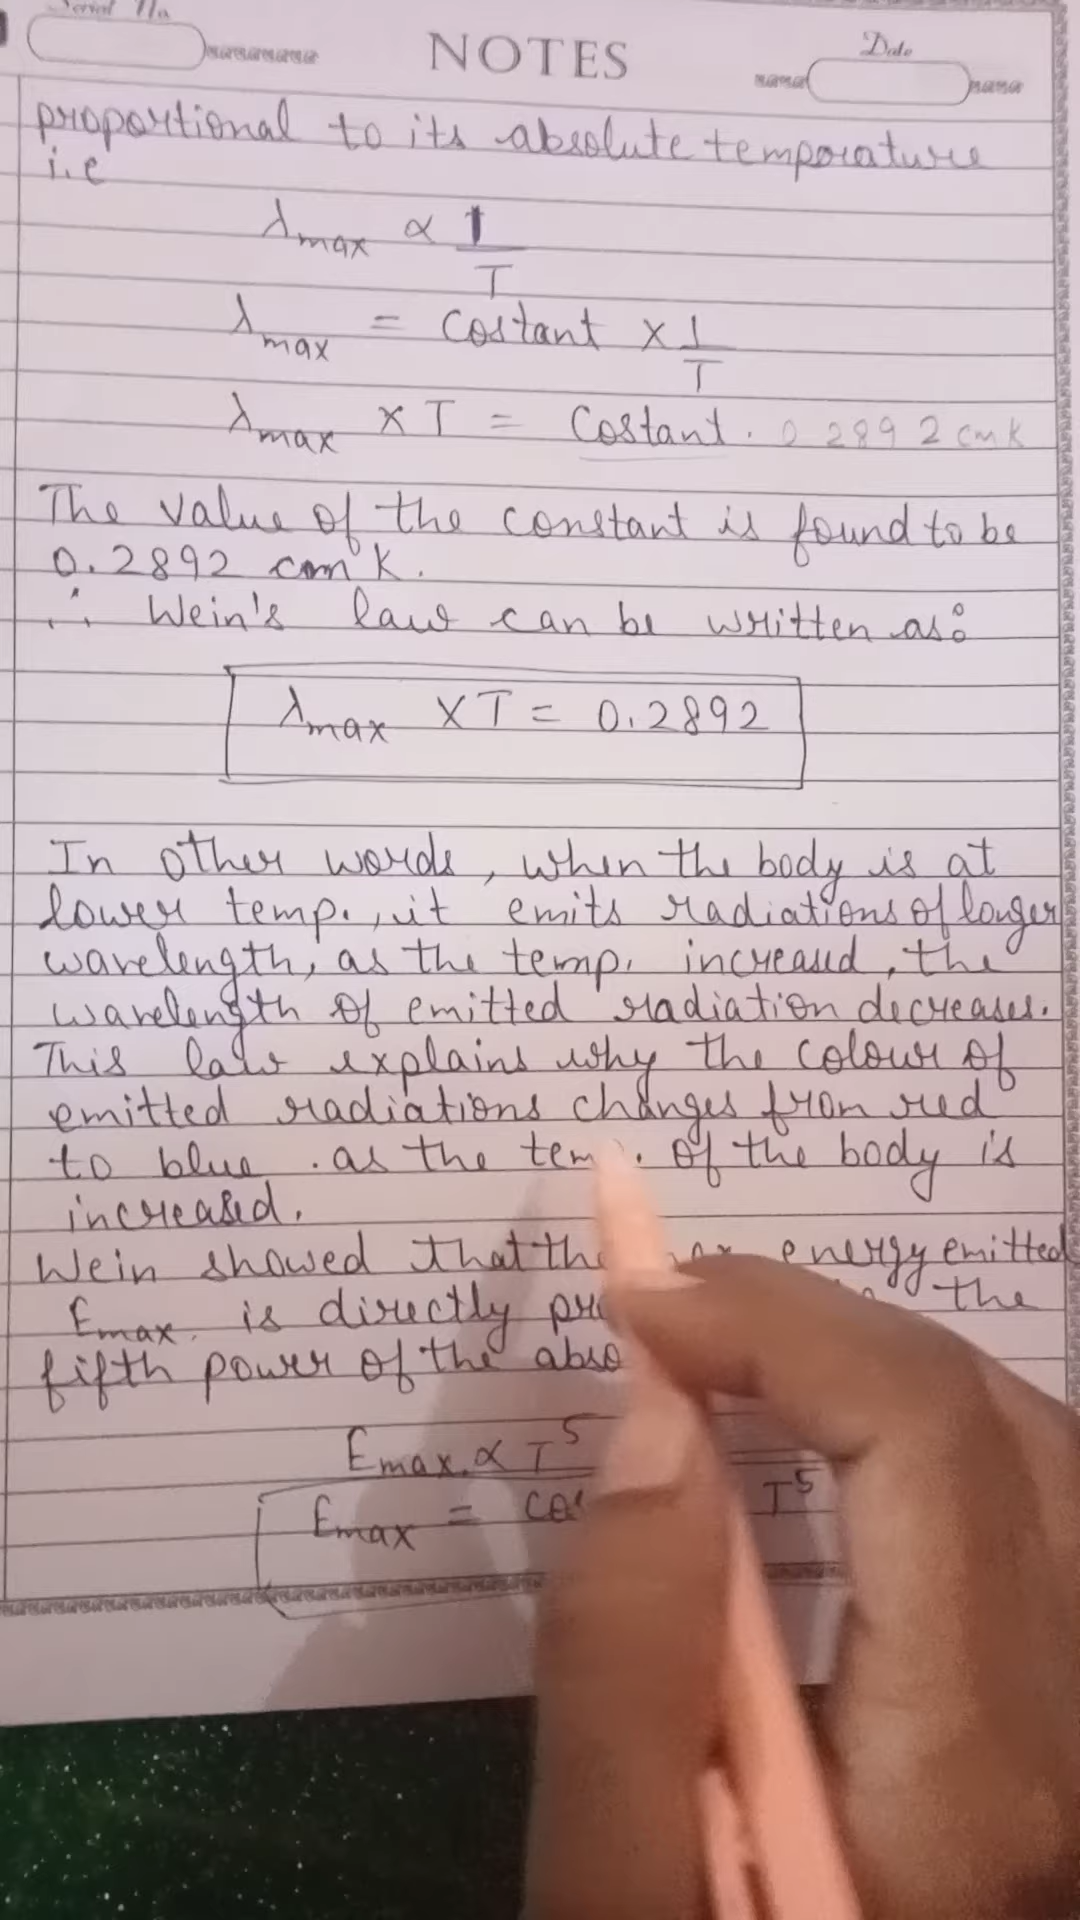 Serial No
NOTES
Date
proportional to its absolute temperature
i.e
λmax ∝ 1
T
λmax = Costant × 1
T
λmax × T = Costant. 0.2892 cm K
The value of the constant is found to be
0.2892 cm K.
∴ Wein's law can be written as:
λmax × T = 0.2892
In other words, when the body is at
lower temp., it emits radiations of longer
wavelength, as the temp. increased, the
wavelength of emitted radiation decreases.
This law explains why the colour of
emitted radiations changes from red
to blue . as the of the body is
increased.
Wein showed that energy emitted
Emax. is directly the
fifth power of the
Emax. ∝ T⁵
Emax = T⁵